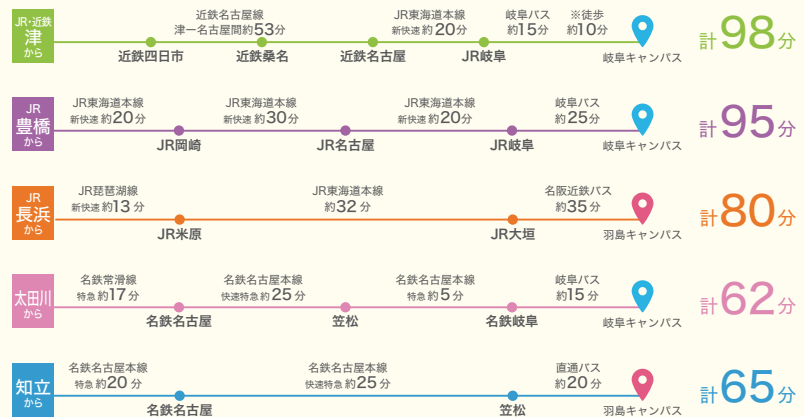 JR・近鉄
津
から
近鉄名古屋線
津ー名古屋間約53分
JR東海道本線
新快速 約20分
岐阜バス
約15分
※徒歩
約10分
近鉄四日市
近鉄桑名
近鉄名古屋
JR岐阜
岐阜キャンパス
計98分
JR
豊橋
から
JR東海道本線
新快速 約20分
JR東海道本線
新快速 約30分
JR東海道本線
新快速 約20分
岐阜バス
約25分
JR岡崎
JR名古屋
JR岐阜
岐阜キャンパス
計95分
JR
長浜
から
JR琵琶湖線
新快速 約13分
JR東海道本線
約32分
名阪近鉄バス
約35分
JR米原
JR大垣
羽島キャンパス
計80分
太田川
から
名鉄常滑線
特急 約17分
名鉄名古屋本線
快速特急 約25分
名鉄名古屋本線
特急 約5分
岐阜バス
約15分
名鉄名古屋
笠松
名鉄岐阜
岐阜キャンパス
計62分
知立
から
名鉄名古屋本線
特急 約20分
名鉄名古屋本線
快速特急 約25分
直通バス
約20分
名鉄名古屋
笠松
羽島キャンパス
計65分